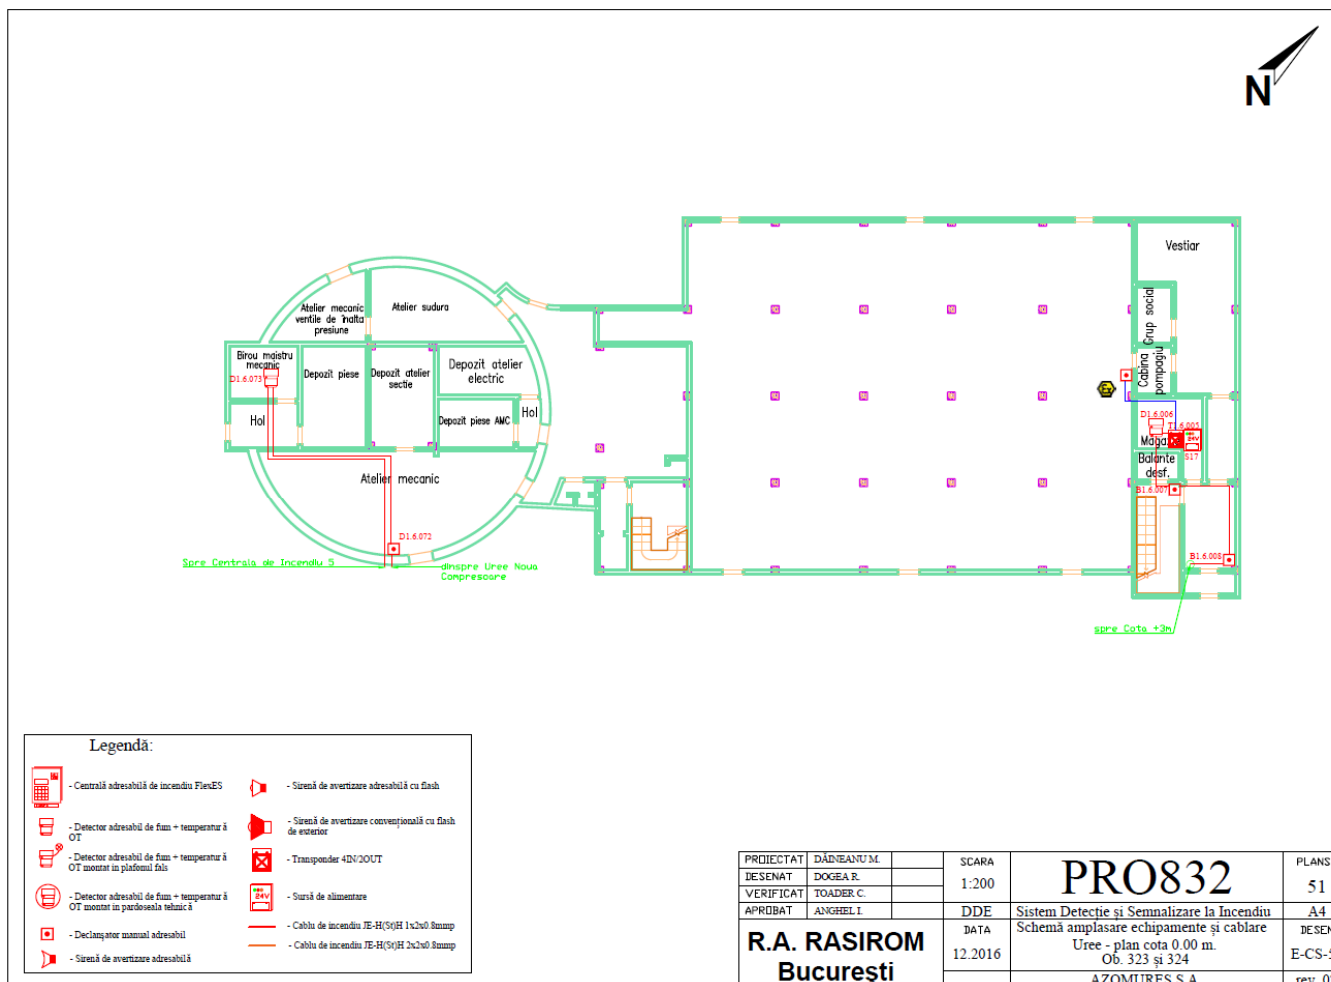 N
Vestiar
Grup social
Cabina
pompagiu
Atelier mecanic
ventile de înalta
presiune
Atelier sudura
Birou maistru
mecanic
D1.6.073
Depozit piese
Depozit atelier
sectie
Depozit atelier
electric
Hol
Depozit piese AMC
Hol
Atelier mecanic
D1.6.072
Spre Centrala de Incendiu 5
dinspre Uree Noua
Compresoare
EX
D1.6.006
T1.6.005
Maga
24V
S17
Balante
desf.
B1.6.007
B1.6.008
spre Cota +3m
Legendă:
- Centrală adresabilă de incendiu FlexES
- Detector adresabil de fum + temperatură
OT
- Detector adresabil de fum + temperatură
OT montat in plafonul fals
- Detector adresabil de fum + temperatură
OT montat in pardoseala tehnică
- Declanșator manual adresabil
- Sirenă de avertizare adresabilă
- Sirenă de avertizare adresabilă cu flash
- Sirenă de avertizare convențională cu flash
de exterior
- Transponder 4IN/2OUT
24V
- Sursă de alimentare
- Cablu de incendiu JE-H(St)H 1x2x0.8mmp
- Cablu de incendiu JE-H(St)H 2x2x0.8mmp
PROIECTAT DĂINEANU M.
DESENAT DOGEA R.
VERIFICAT TOADER C.
APROBAT ANGHEL I.
R.A. RASIROM
București
SCARA
1:200
DDE
DATA
12.2016
PRO832
Sistem Detecție și Semnalizare la Incendiu
Schemă amplasare echipamente și cablare
Uree - plan cota 0.00 m.
Ob. 323 și 324
AZOMUREȘ S.A.
PLANS
51
A4
DESEN
E-CS-
rev. 0